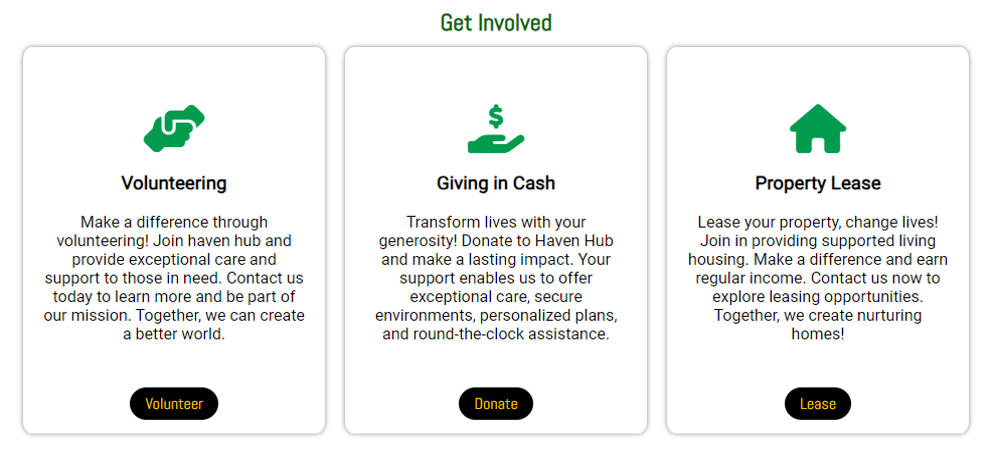 Get Involved
Volunteering
Make a difference through
volunteering! Join haven hub and
provide exceptional care and
support to those in need. Contact us
today to learn more and be part of
our mission. Together, we can create
a better world.
Volunteer
$
Giving in Cash
Transform lives with your
generosity! Donate to Haven Hub
and make a lasting impact. Your
support enables us to offer
exceptional care, secure
environments, personalized plans,
and round-the-clock assistance.
Donate
Property Lease
Lease your property, change lives!
Join in providing supported living
housing. Make a difference and earn
regular income. Contact us now to
explore leasing opportunities.
Together, we create nurturing
homes!
Lease